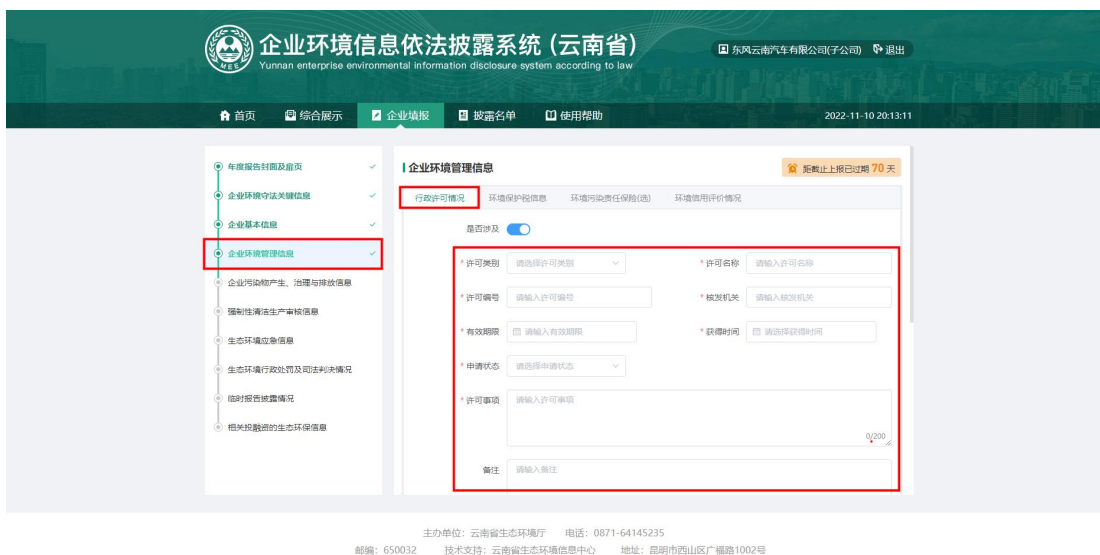 企业环境信息依法披露系统（云南省）
Yunnan enterprise environmental information disclosure system according to law
东风云南汽车有限公司(子公司) 退出
MEE
首页 综合展示 企业填报 披露名单 使用帮助 2022-11-10 20:13:11
年度报告封面及扉页
企业环境守法关键信息
企业基本信息
企业环境管理信息
企业污染物产生、治理与排放信息
强制性清洁生产审核信息
生态环境应急信息
生态环境行政处罚及司法判决情况
临时报告披露情况
相关投融资的生态环保信息
企业环境管理信息 距截止上报已过期 70 天
行政许可情况 环境保护税信息 环境污染责任保险(选) 环境信用评价情况
是否涉及
* 许可类别 请选择许可类别 * 许可名称 请输入许可名称
* 许可编号 请输入许可编号 * 核发机关 请输入核发机关
* 有效期限 请输入有效期限 * 获得时间 请选择获得时间
* 申请状态 请选择申请状态
* 许可事项 请输入许可事项
0/200
备注 请输入备注
主办单位：云南省生态环境厅 电话：0871-64145235
邮编：650032 技术支持：云南省生态环境信息中心 地址：昆明市西山区广福路1002号